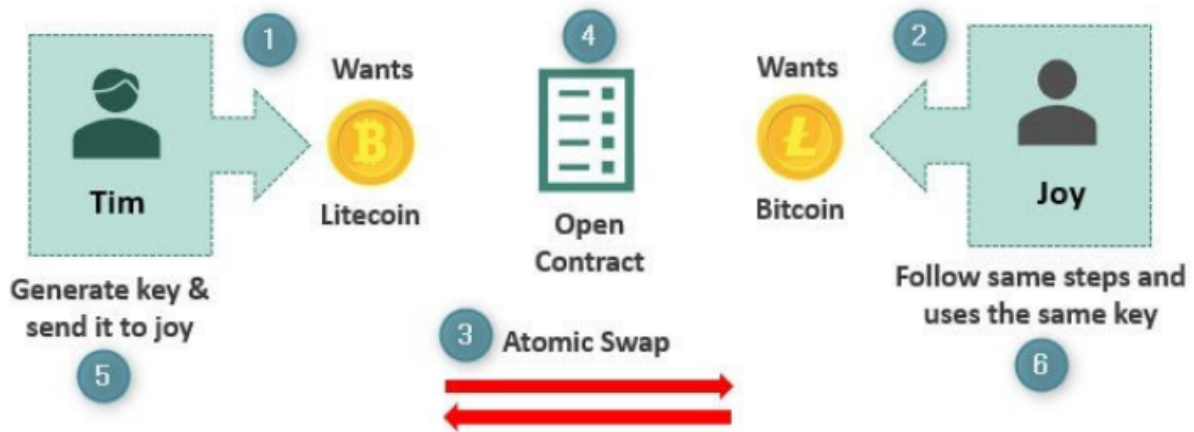 1
Wants
₿
Litecoin
Tim
Generate key &
send it to joy
5
4
Open
Contract
3
Atomic Swap
2
Wants
Ł
Bitcoin
Joy
Follow same steps and
uses the same key
6